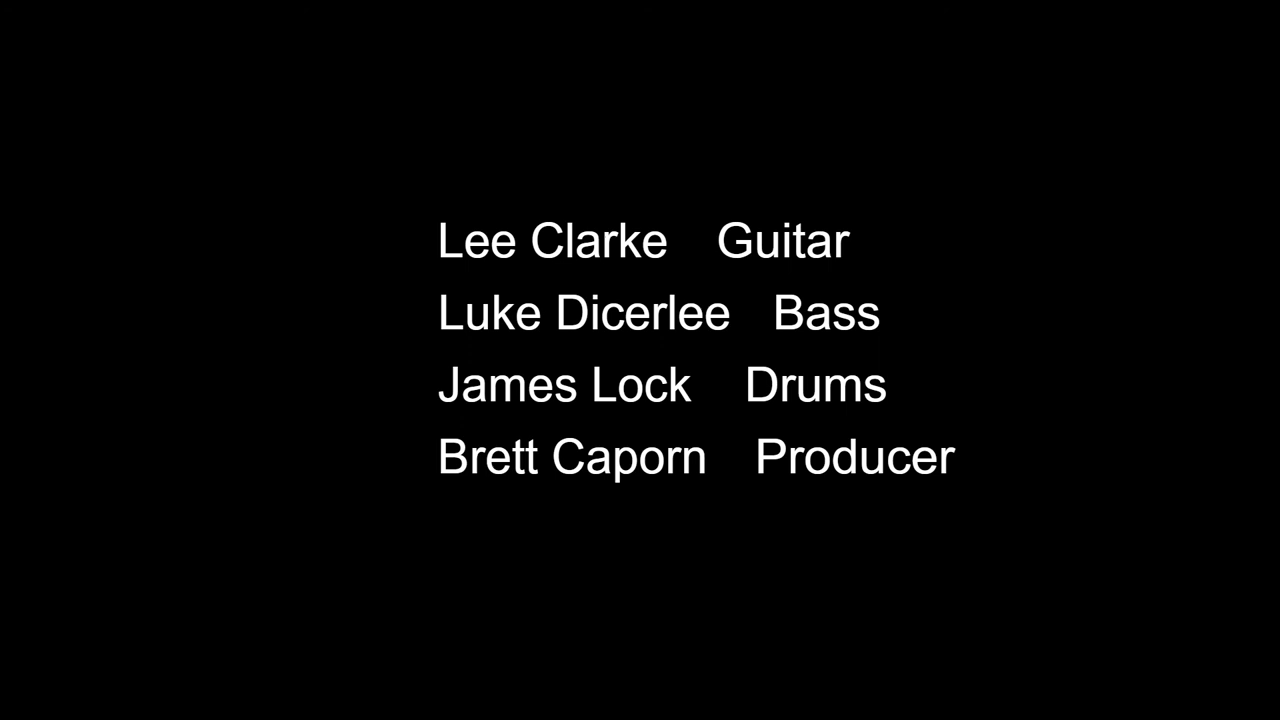 Lee Clarke Guitar
Luke Dicerlee Bass
James Lock Drums
Brett Caporn Producer